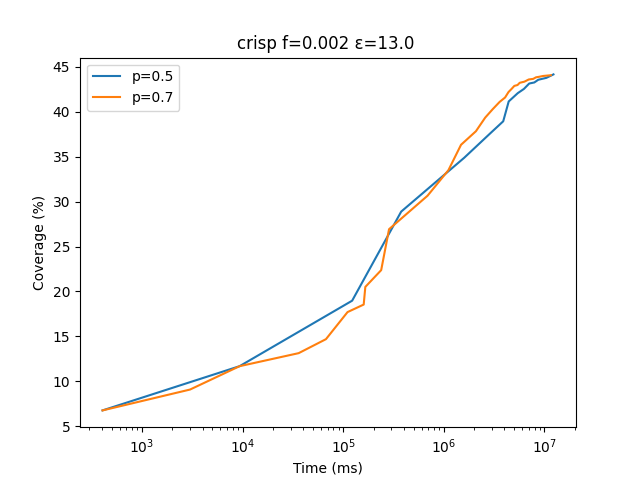 crisp f=0.002 ε=13.0
p=0.5
p=0.7
Coverage (%)
45
40
35
30
25
20
15
10
5
10³ 10⁴ 10⁵ 10⁶ 10⁷
Time (ms)